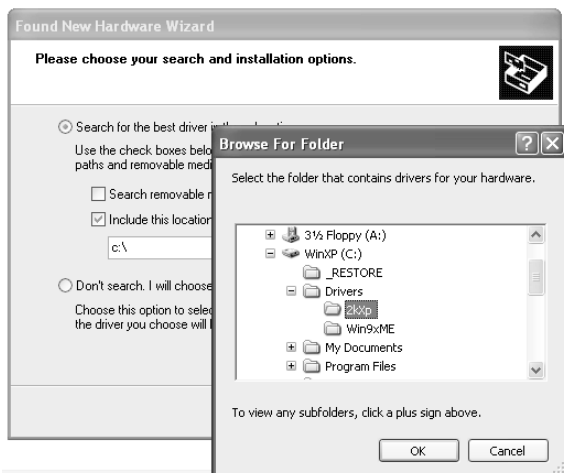 Found New Hardware Wizard
Please choose your search and installation options.
Search for the best driver in these locations.
Use the check boxes belo
paths and removable medi
Search removable
Include this location
c:\
Don't search. I will choose
Choose this option to selec
the driver you choose will
Browse For Folder
Select the folder that contains drivers for your hardware.
3½ Floppy (A:)
WinXP (C:)
_RESTORE
Drivers
2kXp
Win9xME
My Documents
Program Files
To view any subfolders, click a plus sign above.
OK
Cancel